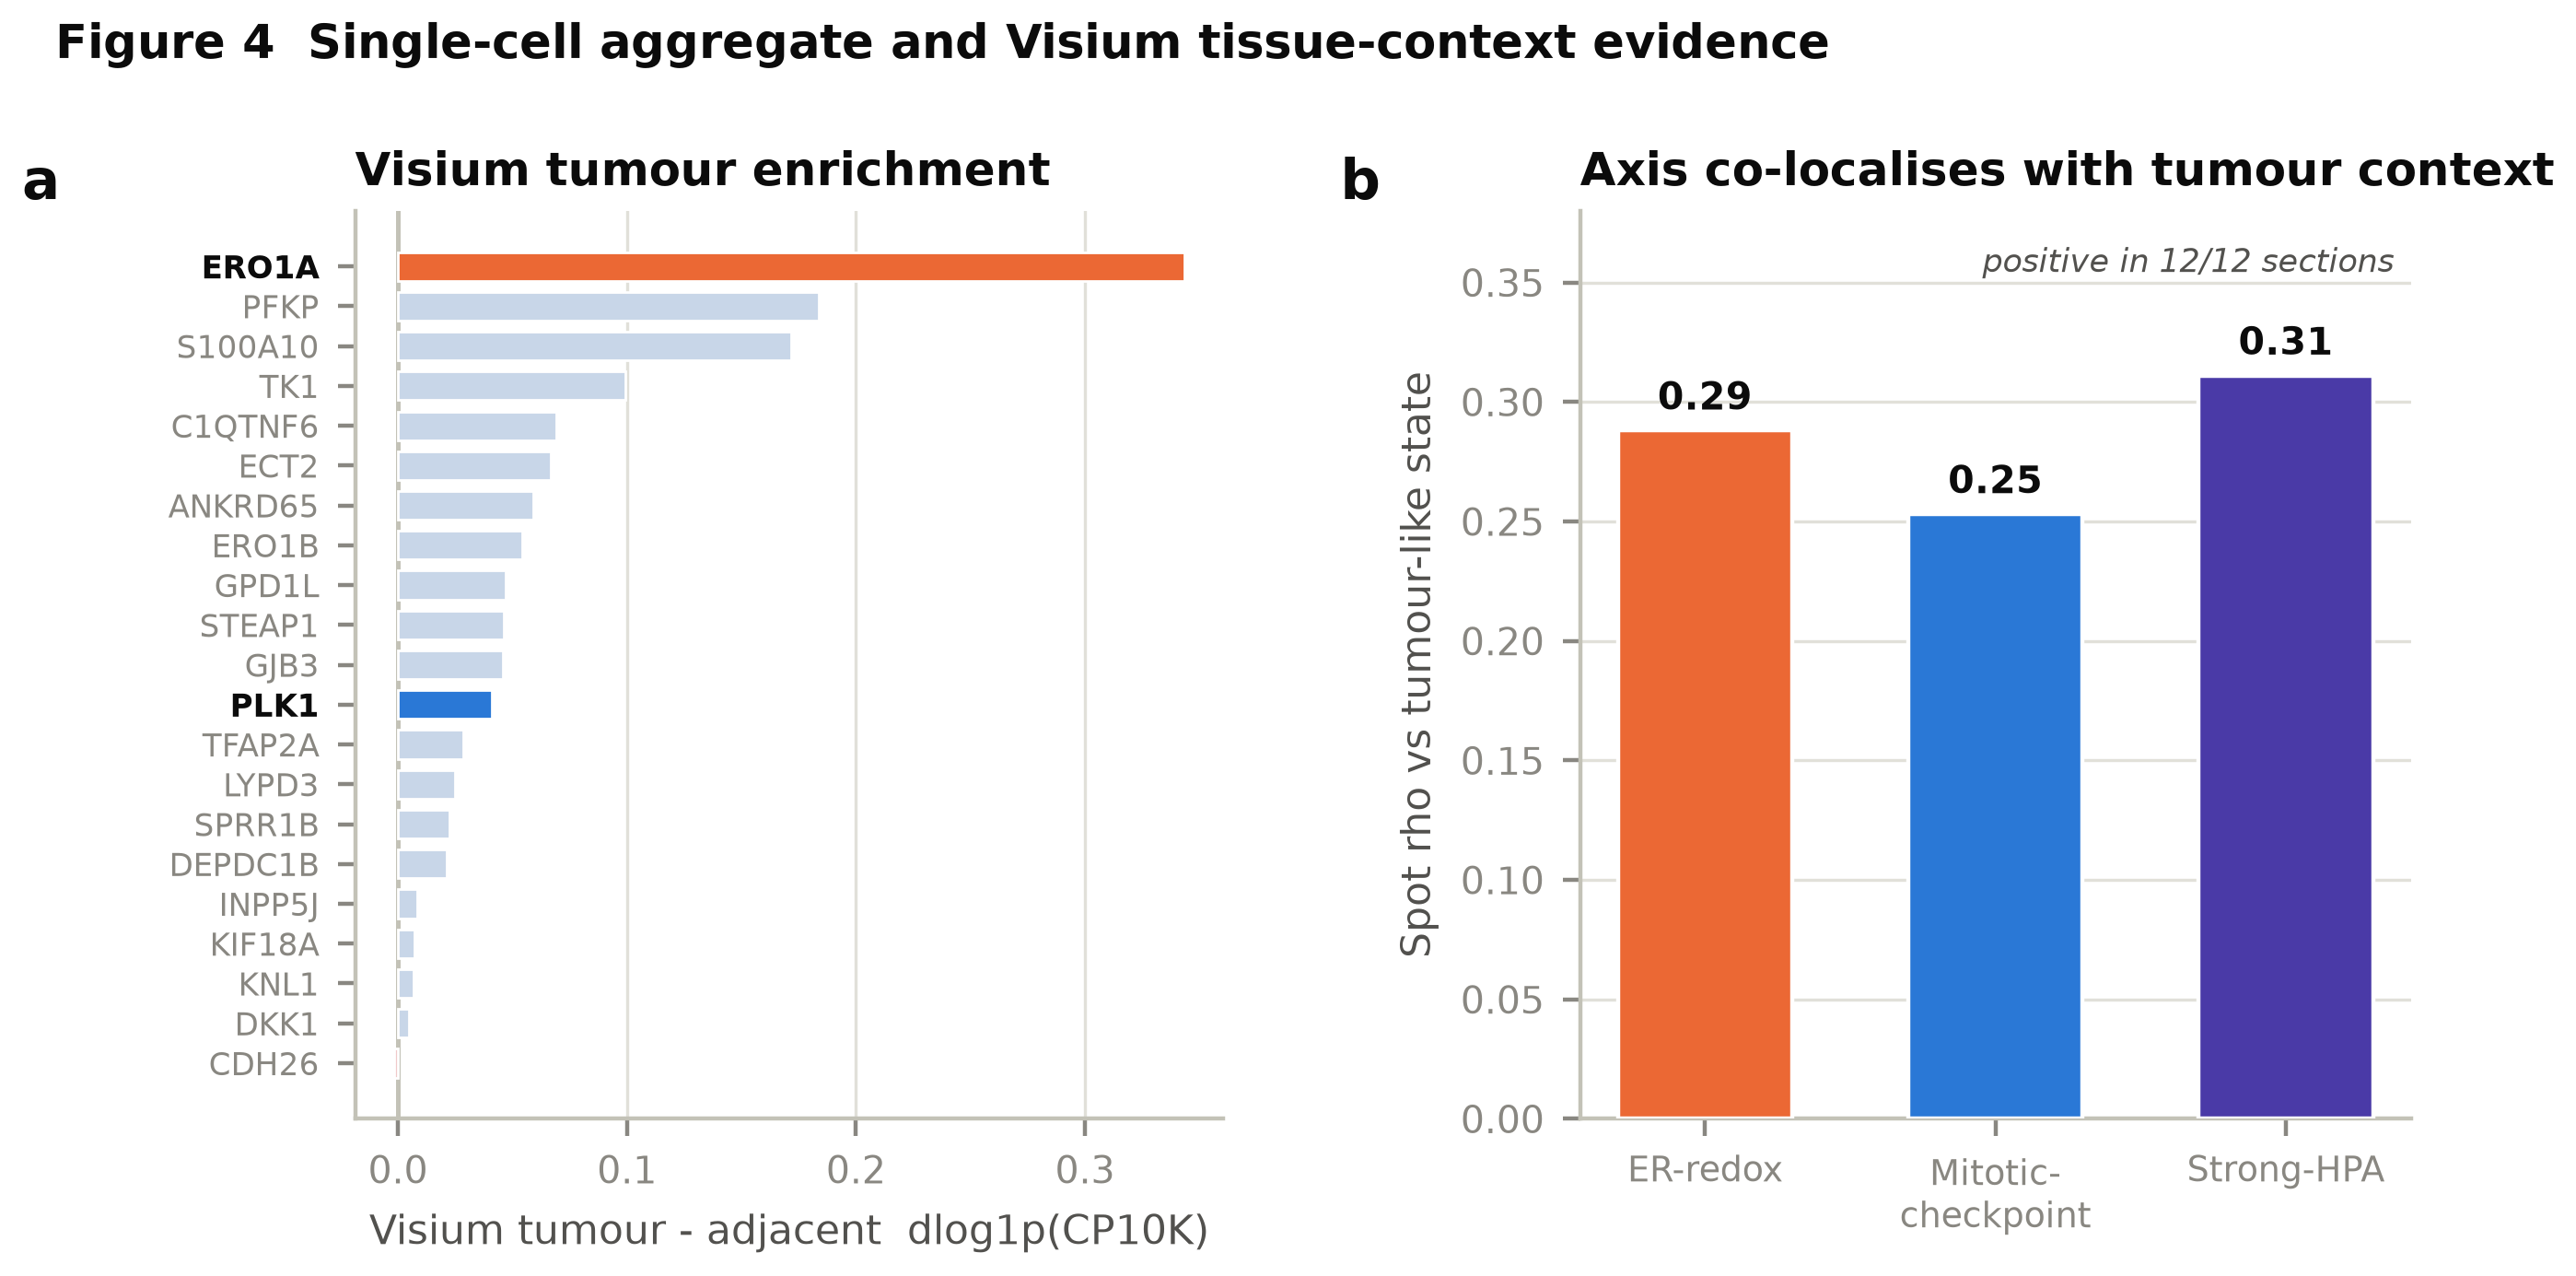 Figure 4  Single-cell aggregate and Visium tissue-context evidence
a
Visium tumour enrichment
ERO1A
PFKP
S100A10
TK1
C1QTNF6
ECT2
ANKRD65
ERO1B
GPD1L
STEAP1
GJB3
PLK1
TFAP2A
LYPD3
SPRR1B
DEPDC1B
INPP5J
KIF18A
KNL1
DKK1
CDH26
0.0 0.1 0.2 0.3
Visium tumour - adjacent  dlog1p(CP10K)
b
Axis co-localises with tumour context
positive in 12/12 sections
Spot rho vs tumour-like state
0.35
0.30
0.25
0.20
0.15
0.10
0.05
0.00
0.29
0.25
0.31
ER-redox
Mitotic-
checkpoint
Strong-HPA